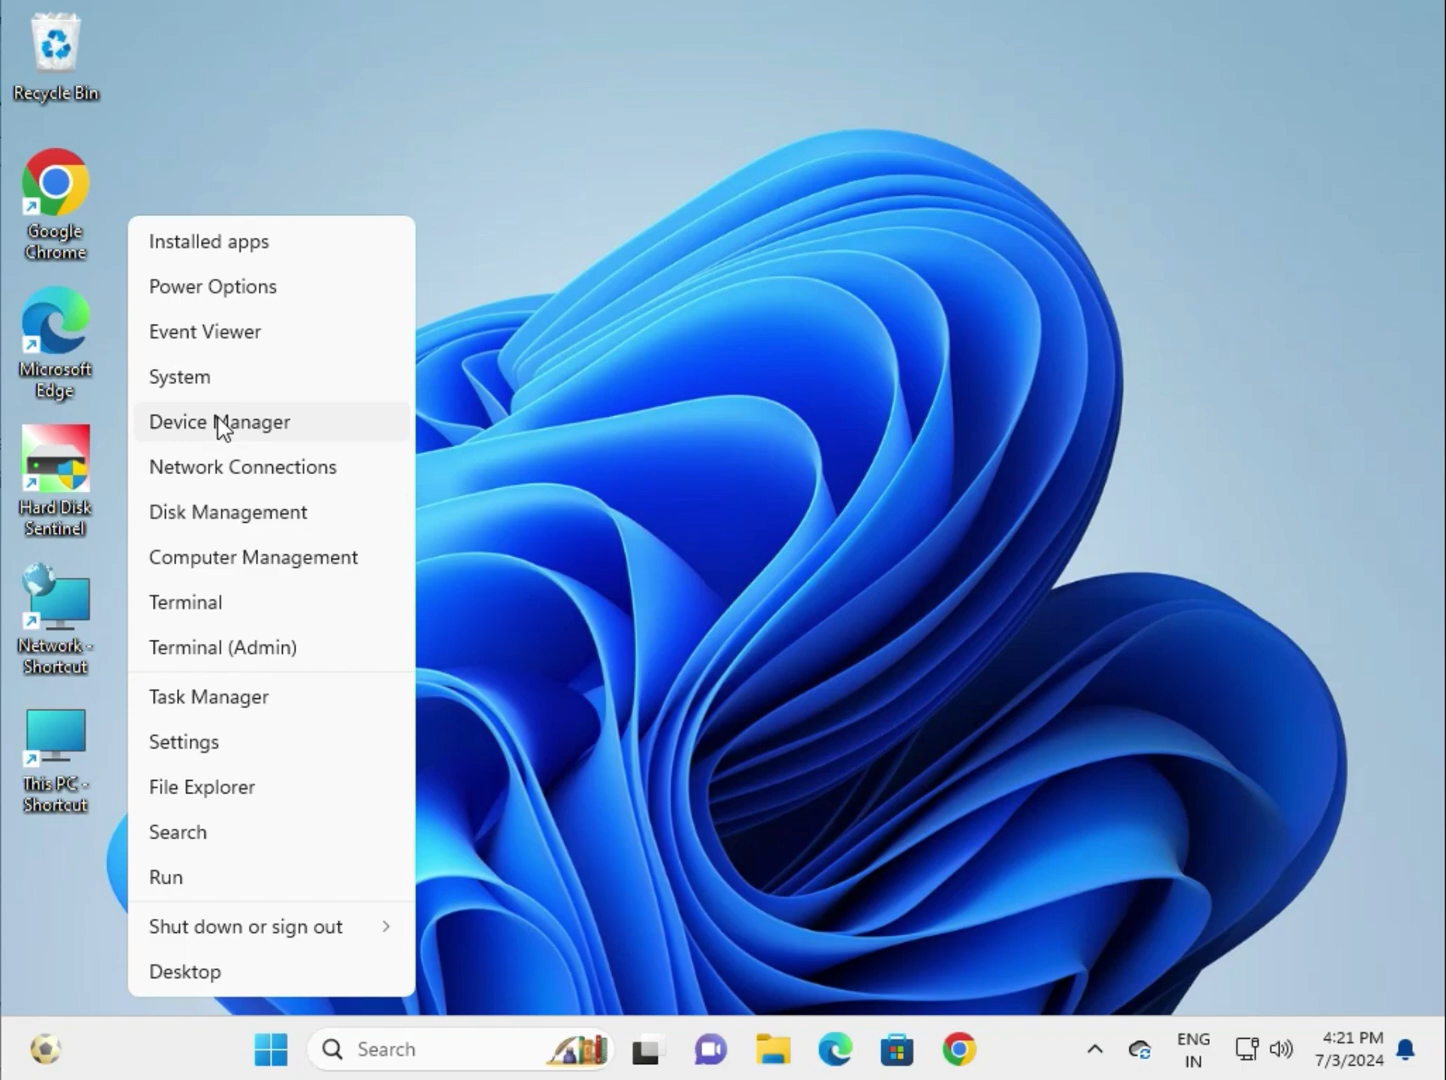 Recycle Bin
Google
Chrome
Microsoft
Edge
Hard Disk
Sentinel
Network -
Shortcut
This PC -
Shortcut
Installed apps
Power Options
Event Viewer
System
Device Manager
Network Connections
Disk Management
Computer Management
Terminal
Terminal (Admin)
Task Manager
Settings
File Explorer
Search
Run
Shut down or sign out
Desktop
Search
ENG
IN
4:21 PM
7/3/2024